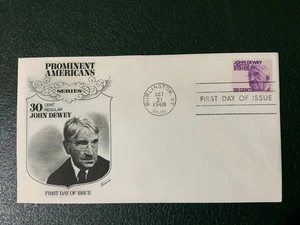 PROMINENT
AMERICANS
SERIES
30 CENT
REGULAR
JOHN DEWEY
FIRST DAY OF ISSUE
BURLINGTON, VT
OCT
21
1968
FIRST DAY OF ISSUE
JOHN DEWEY
30 CENT